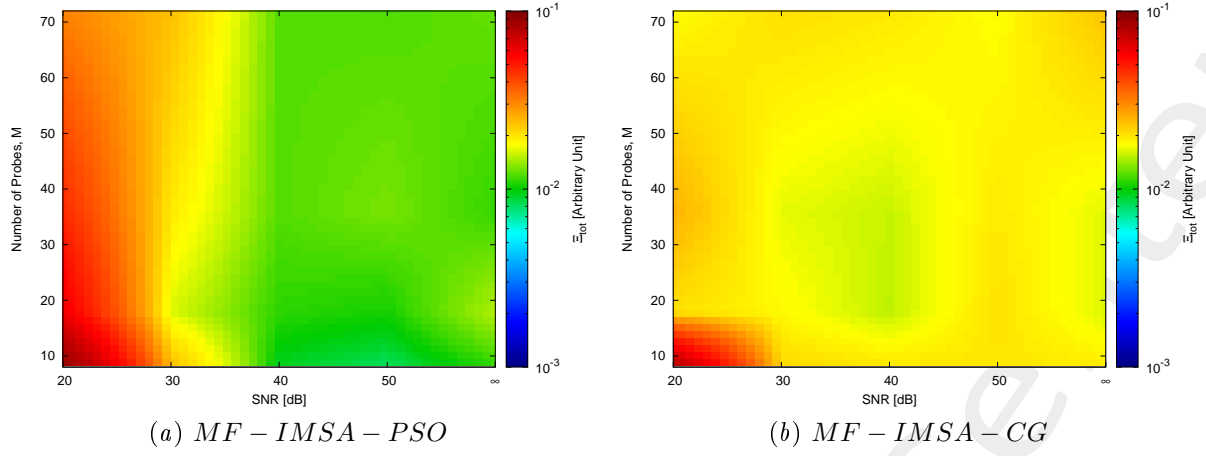 70
60
50
40
30
20
10
Number of Probes, M
20 30 40 50 ∞
SNR [dB]
10⁻¹
10⁻²
10⁻³
Ξtot [Arbitrary Unit]
(a) MF − IMSA − PSO
70
60
50
40
30
20
10
Number of Probes, M
20 30 40 50 ∞
SNR [dB]
10⁻¹
10⁻²
10⁻³
Ξtot [Arbitrary Unit]
(b) MF − IMSA − CG